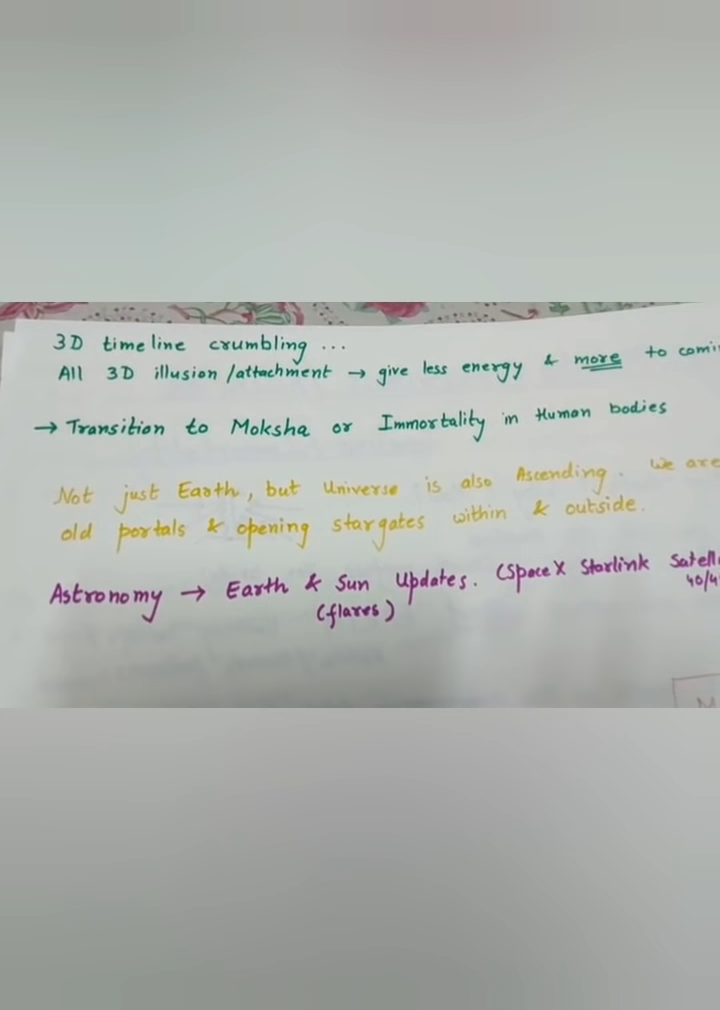 3D timeline crumbling ...
All 3D illusion/attachment → give less energy & more to comi
→ Transition to Moksha or Immortality in Human bodies
Not just Earth, but Universe is also Ascending. We are
old portals & opening stargates within & outside.
Astronomy → Earth & Sun Updates. (SpaceX Starlink Satell
(flares)